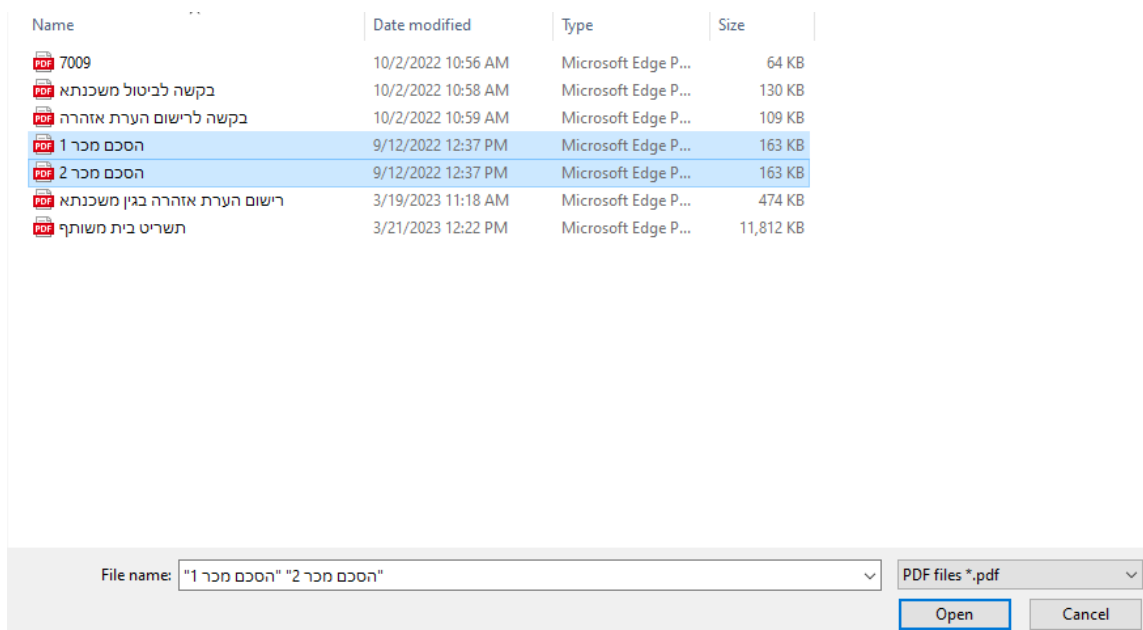 Name Date modified Type Size
7009 10/2/2022 10:56 AM Microsoft Edge P... 64 KB
בקשה לביטול משכנתא 10/2/2022 10:58 AM Microsoft Edge P... 130 KB
בקשה לרישום הערת אזהרה 10/2/2022 10:59 AM Microsoft Edge P... 109 KB
הסכם מכר 1 9/12/2022 12:37 PM Microsoft Edge P... 163 KB
הסכם מכר 2 9/12/2022 12:37 PM Microsoft Edge P... 163 KB
רישום הערת אזהרה בגין משכנתא 3/19/2023 11:18 AM Microsoft Edge P... 474 KB
תשריט בית משותף 3/21/2023 12:22 PM Microsoft Edge P... 11,812 KB
File name: "הסכם מכר 2" "הסכם מכר 1" PDF files *.pdf
Open Cancel